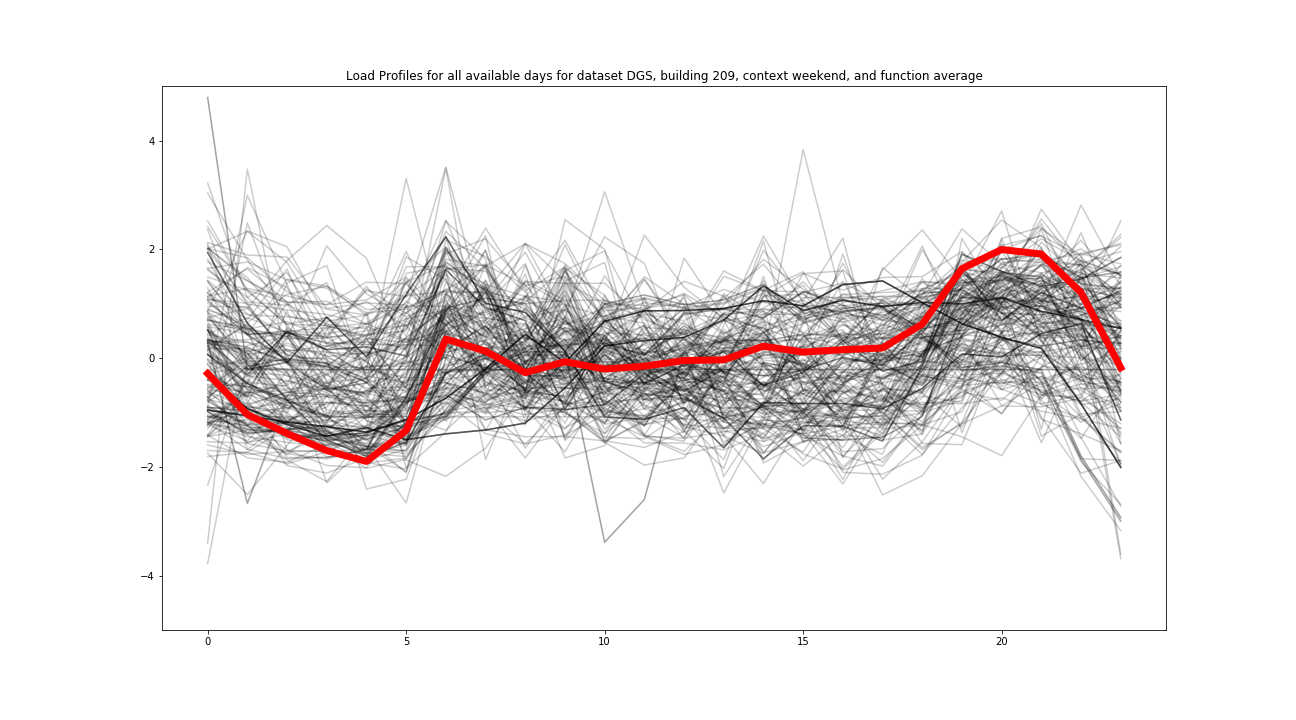 Load Profiles for all available days for dataset DGS, building 209, context weekend, and function average
4
2
0
−2
−4
0 5 10 15 20